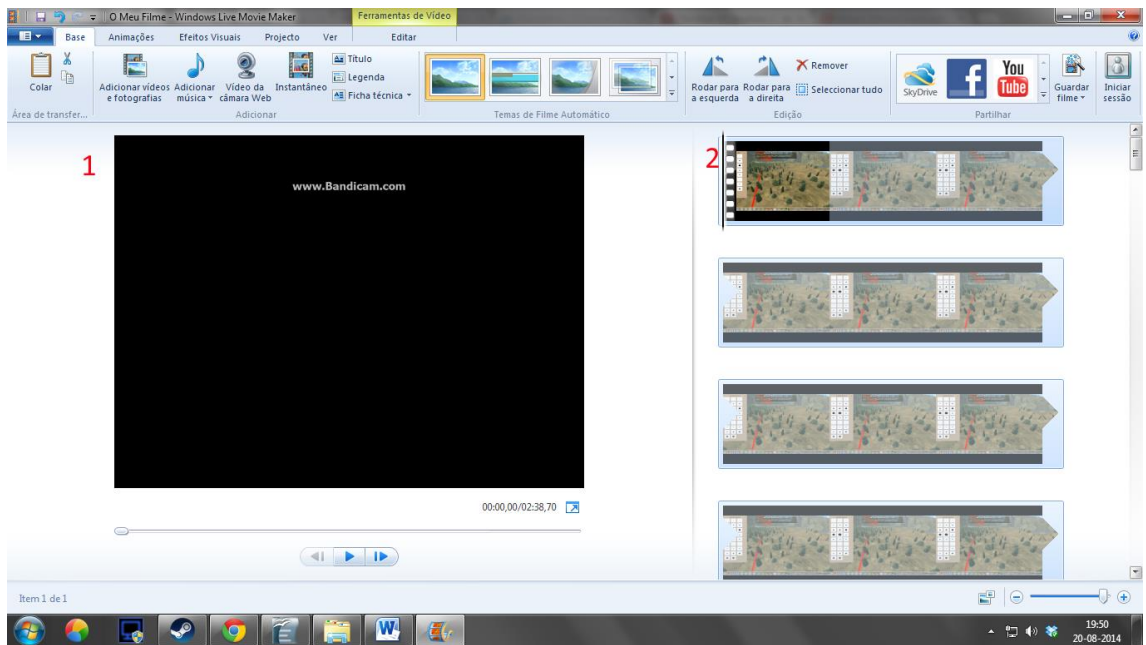 O Meu Filme - Windows Live Movie Maker
Ferramentas de Vídeo
Base Animações Efeitos Visuais Projecto Ver Editar
Colar
Adicionar vídeos e fotografias
Adicionar música
Vídeo da câmara Web
Instantâneo
Título
Legenda
Ficha técnica
Rodar para a esquerda
Rodar para a direita
Remover
Seleccionar tudo
SkyDrive
f
You Tube
Guardar filme
Iniciar sessão
Área de transfer...
Adicionar
Temas de Filme Automático
Edição
Partilhar
1
www.Bandicam.com
2
00:00,00/02:38,70
Item 1 de 1
19:50
20-08-2014